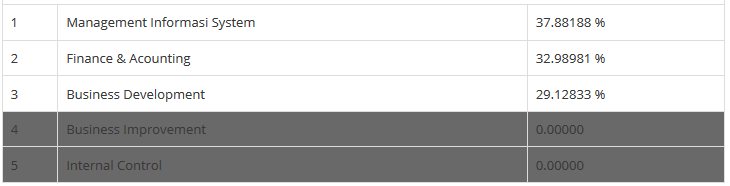 1 Management Informasi System 37.88188 %
2 Finance & Acounting 32.98981 %
3 Business Development 29.12833 %
4 Business Improvement 0.00000
5 Internal Control 0.00000